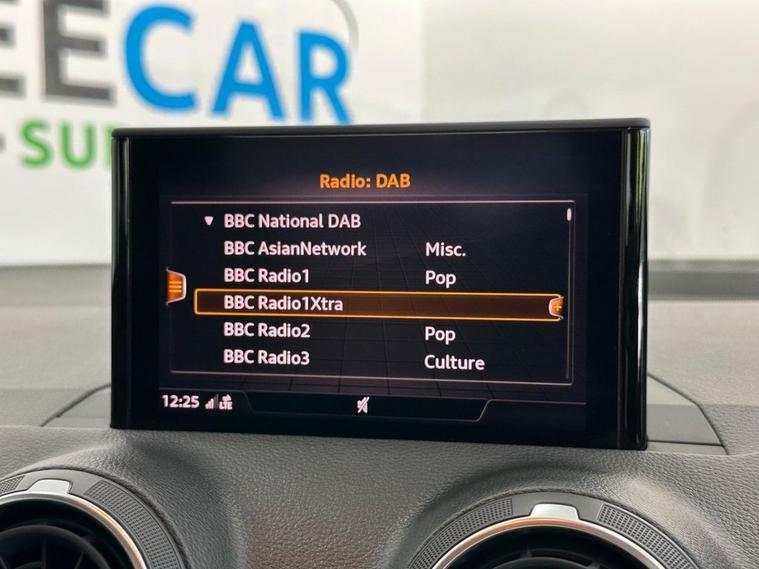 EECAR
SU
Radio: DAB
BBC National DAB
BBC AsianNetwork Misc.
BBC Radio1 Pop
BBC Radio1Xtra
BBC Radio2 Pop
BBC Radio3 Culture
12:25 LTE